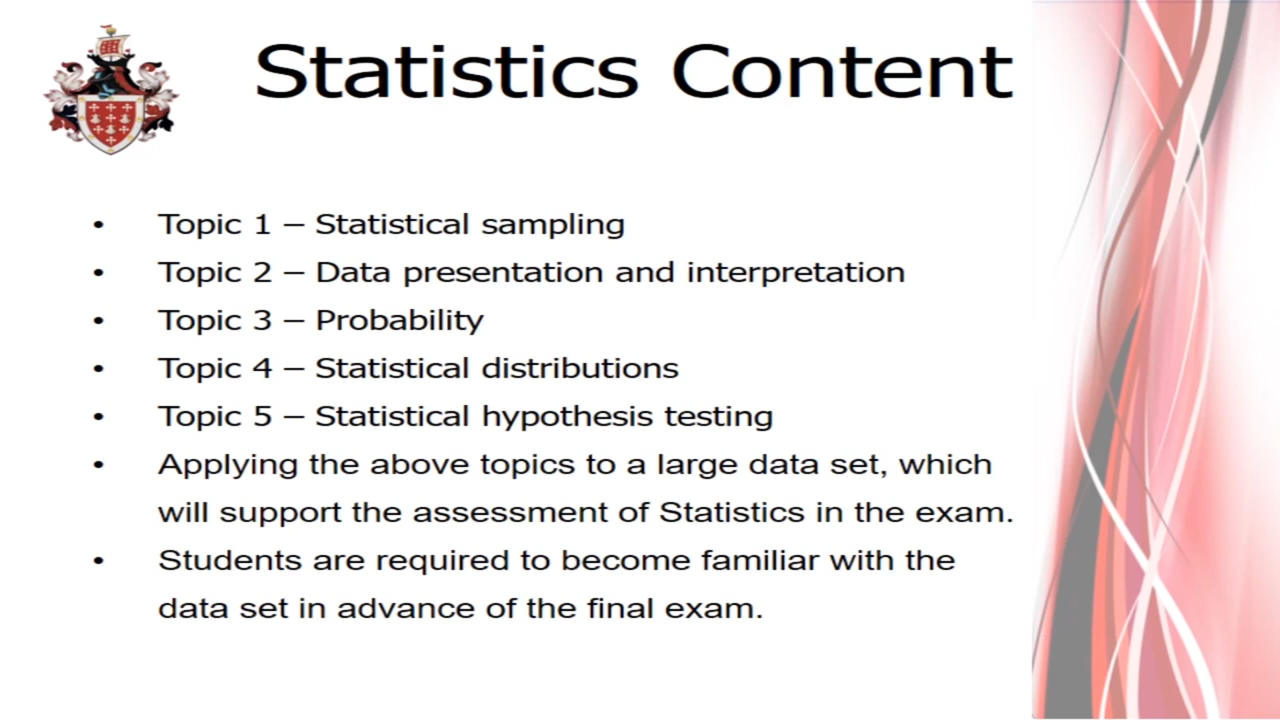 Statistics Content
• Topic 1 – Statistical sampling
• Topic 2 – Data presentation and interpretation
• Topic 3 – Probability
• Topic 4 – Statistical distributions
• Topic 5 – Statistical hypothesis testing
• Applying the above topics to a large data set, which
will support the assessment of Statistics in the exam.
• Students are required to become familiar with the
data set in advance of the final exam.